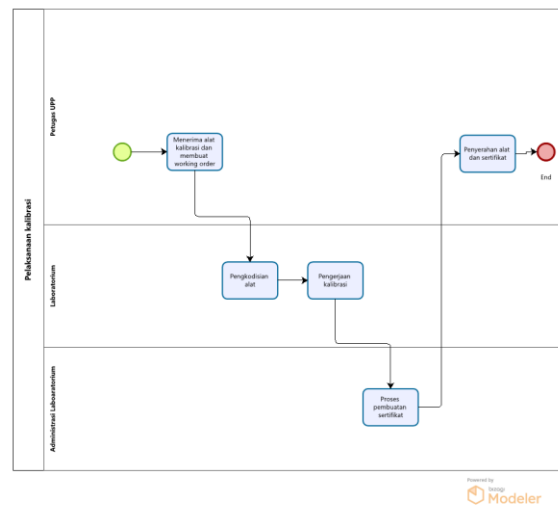 Pelaksanaan kalibrasi
Petugas UPP
Menerima alat
kalibrasi dan
membuat
working order
Penyerahan alat
dan sertifikat
End
Laboratorium
Pengkodisian
alat
Pengerjaan
kalibrasi
Administrasi Laboaratorium
Proses
pembuatan
sertifikat
Powered by
bizagi
Modeler